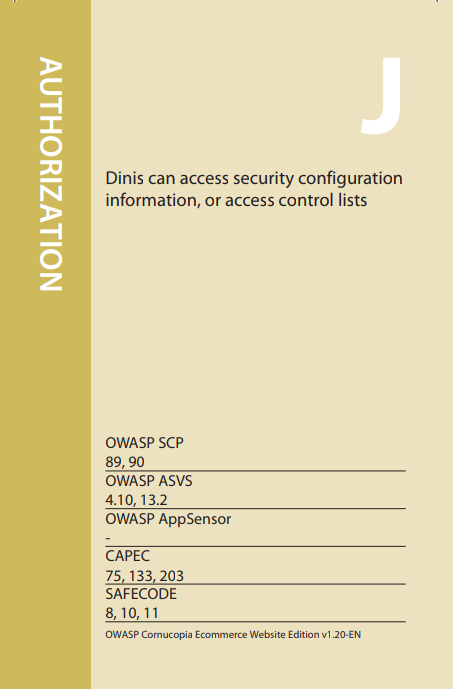 AUTHORIZATION
J
Dinis can access security configuration
information, or access control lists
OWASP SCP
89, 90
OWASP ASVS
4.10, 13.2
OWASP AppSensor
-
CAPEC
75, 133, 203
SAFECODE
8, 10, 11
OWASP Cornucopia Ecommerce Website Edition v1.20-EN